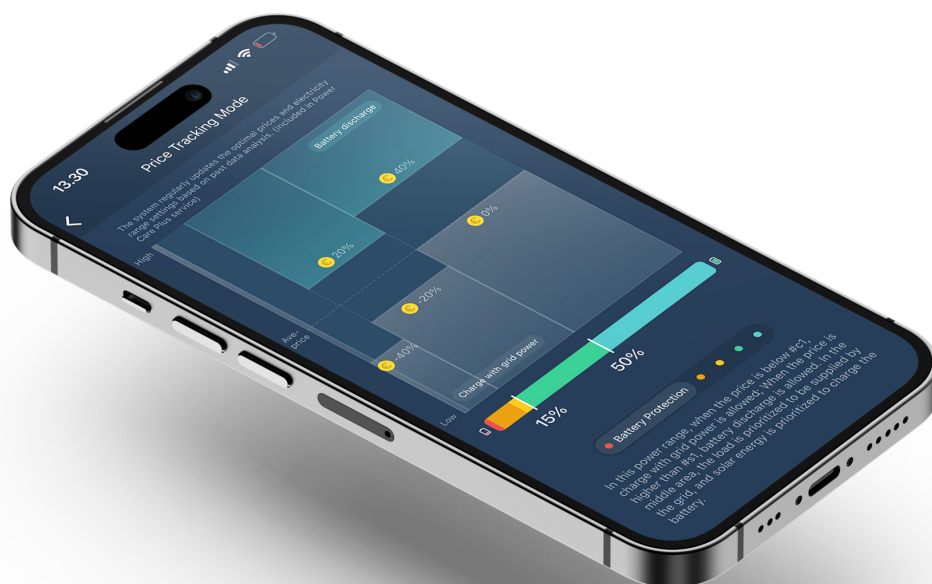 13.30
Price Tracking Mode
The system regularly updates the optimal prices and electricity
range settings based on past data analysis. (Included in Power
Care Plus service)
High
Battery discharge
40%
20%
0%
Ave-
price
-20%
-40%
Charge with grid power
Low
15%
50%
Battery Protection
In this power range, when the price is below #c1,
charge with grid power is allowed; When the price is
higher than #s1, battery discharge is allowed. In the
middle area, the load is prioritized to be supplied by
the grid, and solar energy is prioritized to charge the
battery.